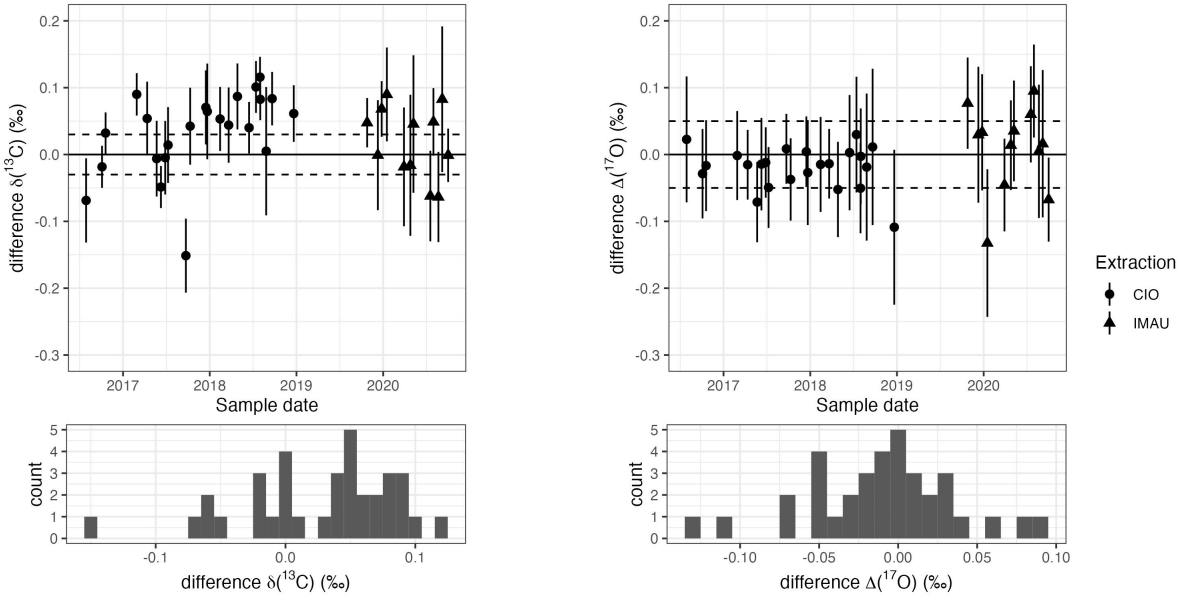 0.2
0.1
0.0
-0.1
-0.2
-0.3
difference δ(¹³C) (‰)
2017 2018 2019 2020
Sample date
0.2
0.1
0.0
-0.1
-0.2
-0.3
difference Δ(¹⁷O) (‰)
2017 2018 2019 2020
Sample date
Extraction
CIO
IMAU
5
4
3
2
1
0
count
-0.1 0.0 0.1
difference δ(¹³C) (‰)
5
4
3
2
1
0
count
-0.10 -0.05 0.00 0.05 0.10
difference Δ(¹⁷O) (‰)